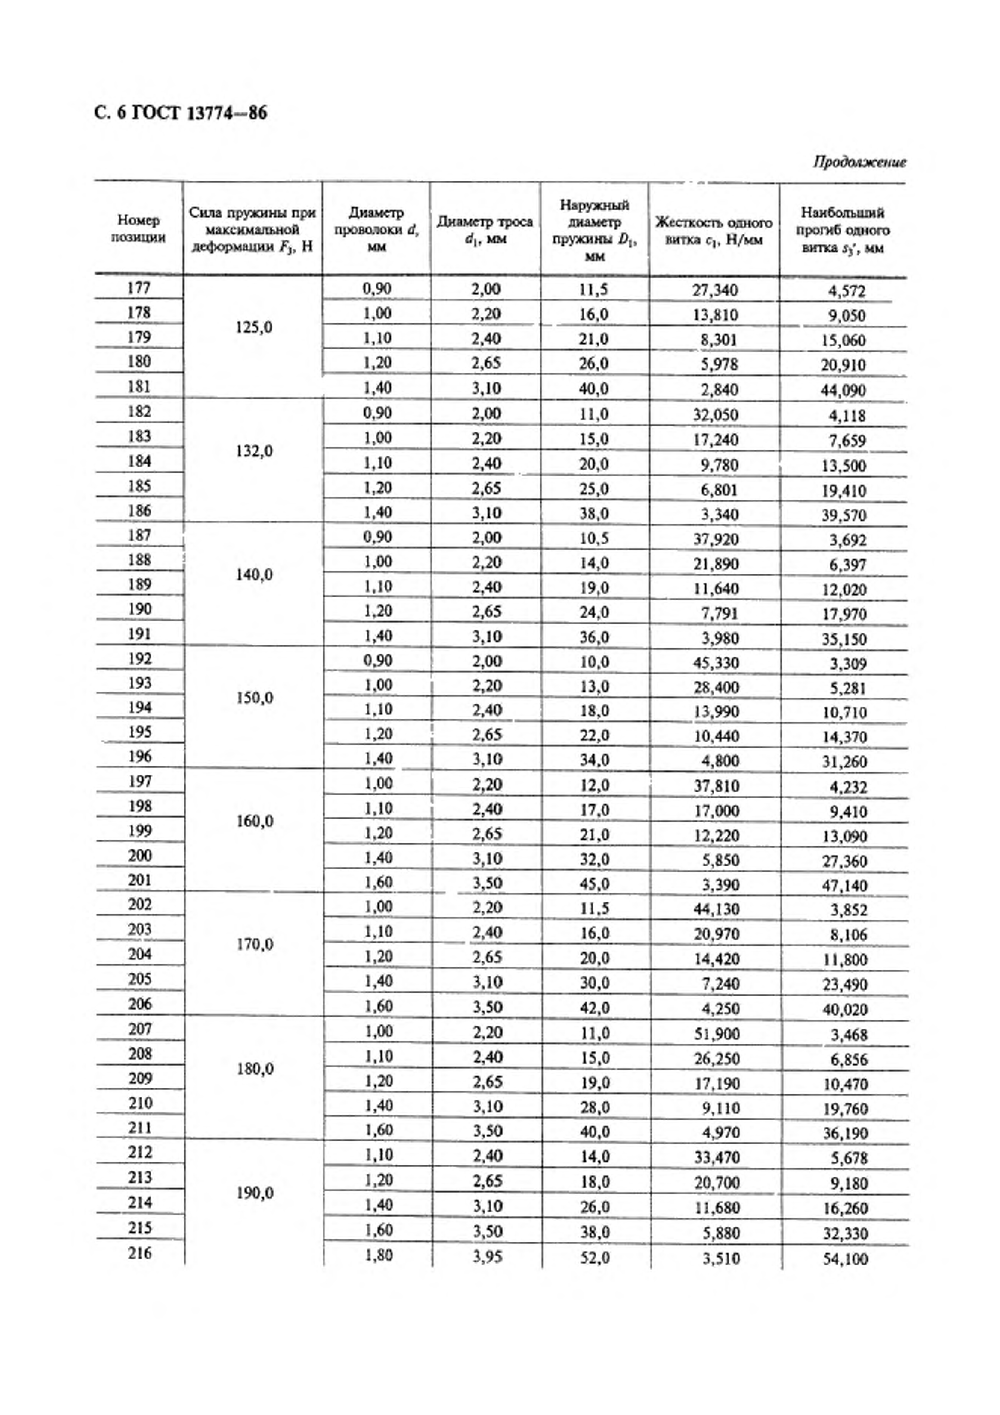 С. 6 ГОСТ 13774—86
Продолжение
Номер позиции | Сила пружины при максимальной деформации F₃, Н | Диаметр проволоки d, мм | Диаметр троса d₁, мм | Наружный диаметр пружины D₁, мм | Жесткость одного витка c₁, Н/мм | Наибольший прогиб одного витка s₃′, мм
177 | 125,0 | 0,90 | 2,00 | 11,5 | 27,340 | 4,572
178 | 1,00 | 2,20 | 16,0 | 13,810 | 9,050
179 | 1,10 | 2,40 | 21,0 | 8,301 | 15,060
180 | 1,20 | 2,65 | 26,0 | 5,978 | 20,910
181 | 1,40 | 3,10 | 40,0 | 2,840 | 44,090
182 | 132,0 | 0,90 | 2,00 | 11,0 | 32,050 | 4,118
183 | 1,00 | 2,20 | 15,0 | 17,240 | 7,659
184 | 1,10 | 2,40 | 20,0 | 9,780 | 13,500
185 | 1,20 | 2,65 | 25,0 | 6,801 | 19,410
186 | 1,40 | 3,10 | 38,0 | 3,340 | 39,570
187 | 140,0 | 0,90 | 2,00 | 10,5 | 37,920 | 3,692
188 | 1,00 | 2,20 | 14,0 | 21,890 | 6,397
189 | 1,10 | 2,40 | 19,0 | 11,640 | 12,020
190 | 1,20 | 2,65 | 24,0 | 7,791 | 17,970
191 | 1,40 | 3,10 | 36,0 | 3,980 | 35,150
192 | 150,0 | 0,90 | 2,00 | 10,0 | 45,330 | 3,309
193 | 1,00 | 2,20 | 13,0 | 28,400 | 5,281
194 | 1,10 | 2,40 | 18,0 | 13,990 | 10,710
195 | 1,20 | 2,65 | 22,0 | 10,440 | 14,370
196 | 1,40 | 3,10 | 34,0 | 4,800 | 31,260
197 | 160,0 | 1,00 | 2,20 | 12,0 | 37,810 | 4,232
198 | 1,10 | 2,40 | 17,0 | 17,000 | 9,410
199 | 1,20 | 2,65 | 21,0 | 12,220 | 13,090
200 | 1,40 | 3,10 | 32,0 | 5,850 | 27,360
201 | 1,60 | 3,50 | 45,0 | 3,390 | 47,140
202 | 170,0 | 1,00 | 2,20 | 11,5 | 44,130 | 3,852
203 | 1,10 | 2,40 | 16,0 | 20,970 | 8,106
204 | 1,20 | 2,65 | 20,0 | 14,420 | 11,800
205 | 1,40 | 3,10 | 30,0 | 7,240 | 23,490
206 | 1,60 | 3,50 | 42,0 | 4,250 | 40,020
207 | 180,0 | 1,00 | 2,20 | 11,0 | 51,900 | 3,468
208 | 1,10 | 2,40 | 15,0 | 26,250 | 6,856
209 | 1,20 | 2,65 | 19,0 | 17,190 | 10,470
210 | 1,40 | 3,10 | 28,0 | 9,110 | 19,760
211 | 1,60 | 3,50 | 40,0 | 4,970 | 36,190
212 | 190,0 | 1,10 | 2,40 | 14,0 | 33,470 | 5,678
213 | 1,20 | 2,65 | 18,0 | 20,700 | 9,180
214 | 1,40 | 3,10 | 26,0 | 11,680 | 16,260
215 | 1,60 | 3,50 | 38,0 | 5,880 | 32,330
216 | 1,80 | 3,95 | 52,0 | 3,510 | 54,100